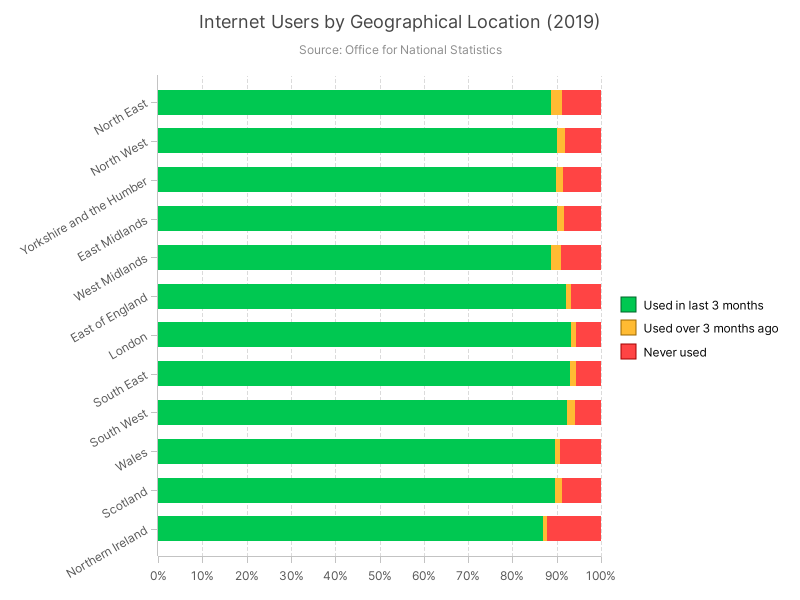 Internet Users by Geographical Location (2019)
Source: Office for National Statistics
North East
North West
Yorkshire and the Humber
East Midlands
West Midlands
East of England
London
South East
South West
Wales
Scotland
Northern Ireland
0% 10% 20% 30% 40% 50% 60% 70% 80% 90% 100%
Used in last 3 months
Used over 3 months ago
Never used